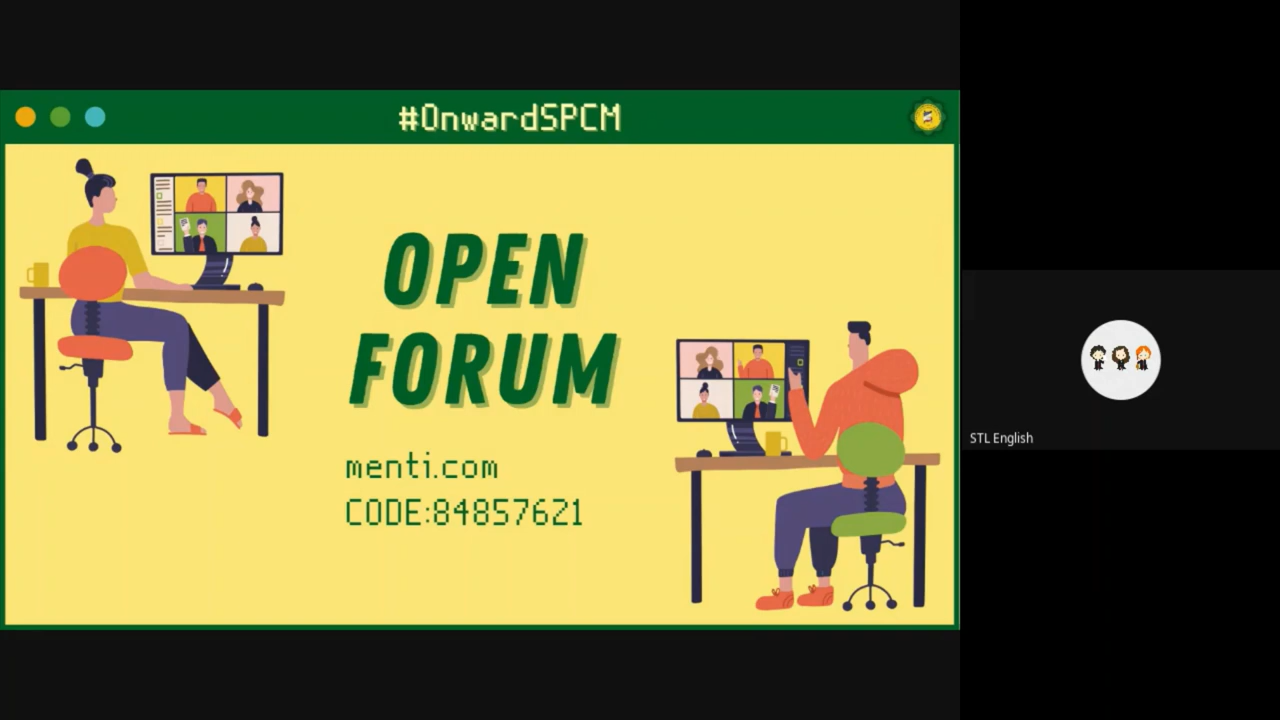 #OnwardSPCM
OPEN
FORUM
menti.com
CODE:84857621
STL English